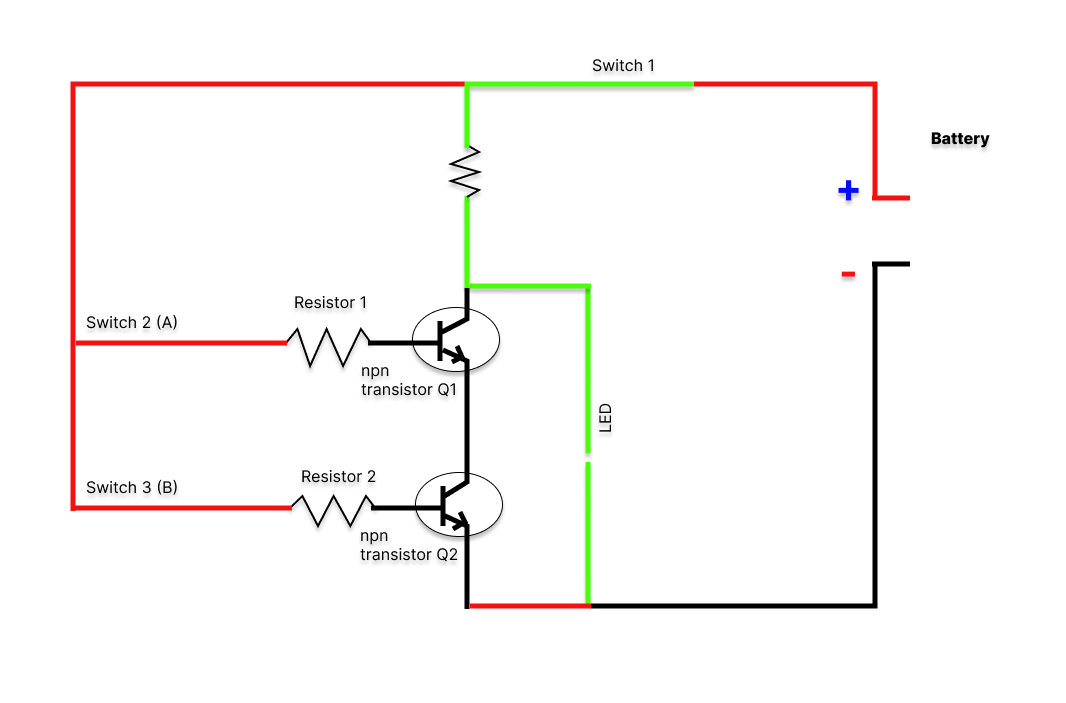 Switch 1
Battery
+
-
Resistor 1
Switch 2 (A)
npn
transistor Q1
LED
Resistor 2
Switch 3 (B)
npn
transistor Q2